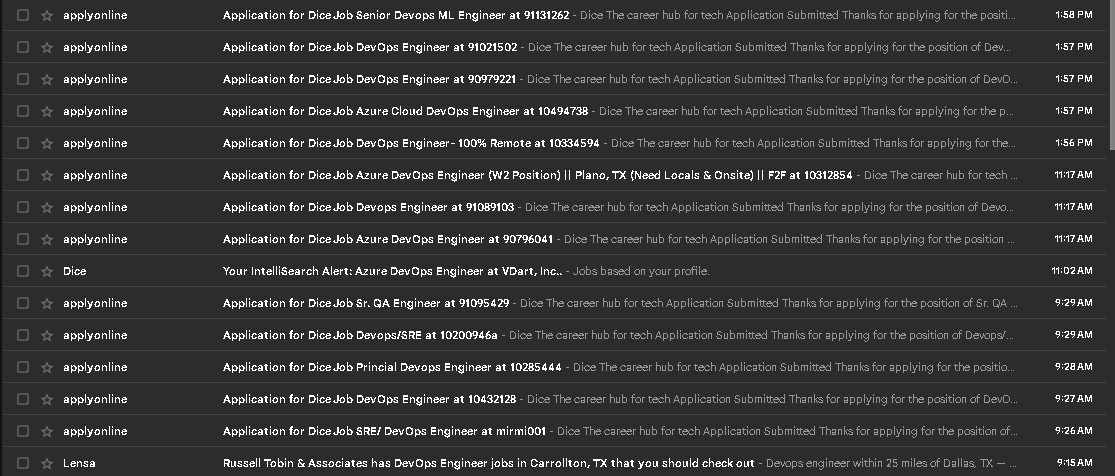 applyonline Application for Dice Job Senior Devops ML Engineer at 91131262 - Dice The career hub for tech Application Submitted Thanks for applying for the positi... 1:58 PM
applyonline Application for Dice Job DevOps Engineer at 91021502 - Dice The career hub for tech Application Submitted Thanks for applying for the position of Dev... 1:57 PM
applyonline Application for Dice Job DevOps Engineer at 90979221 - Dice The career hub for tech Application Submitted Thanks for applying for the position of DevO... 1:57 PM
applyonline Application for Dice Job Azure Cloud DevOps Engineer at 10494738 - Dice The career hub for tech Application Submitted Thanks for applying for the p... 1:57 PM
applyonline Application for Dice Job DevOps Engineer- 100% Remote at 10334594 - Dice The career hub for tech Application Submitted Thanks for applying for the... 1:56 PM
applyonline Application for Dice Job Azure DevOps Engineer (W2 Position) || Plano, TX (Need Locals & Onsite) || F2F at 10312854 - Dice The career hub for tech ... 11:17 AM
applyonline Application for Dice Job Devops Engineer at 91089103 - Dice The career hub for tech Application Submitted Thanks for applying for the position of Devo... 11:17 AM
applyonline Application for Dice Job Azure DevOps Engineer at 90796041 - Dice The career hub for tech Application Submitted Thanks for applying for the position ... 11:17 AM
Dice Your IntelliSearch Alert: Azure DevOps Engineer at VDart, Inc.. - Jobs based on your profile. 11:02 AM
applyonline Application for Dice Job Sr. QA Engineer at 91095429 - Dice The career hub for tech Application Submitted Thanks for applying for the position of Sr. QA ... 9:29 AM
applyonline Application for Dice Job Devops/SRE at 10200946a - Dice The career hub for tech Application Submitted Thanks for applying for the position of Devops/... 9:29 AM
applyonline Application for Dice Job Princial Devops Engineer at 10285444 - Dice The career hub for tech Application Submitted Thanks for applying for the positio... 9:28 AM
applyonline Application for Dice Job DevOps Engineer at 10432128 - Dice The career hub for tech Application Submitted Thanks for applying for the position of DevO... 9:27 AM
applyonline Application for Dice Job SRE/ DevOps Engineer at mirmi001 - Dice The career hub for tech Application Submitted Thanks for applying for the position of... 9:26 AM
Lensa Russell Tobin & Associates has DevOps Engineer jobs in Carrollton, TX that you should check out - Devops engineer within 25 miles of Dallas, TX — ... 9:15 AM